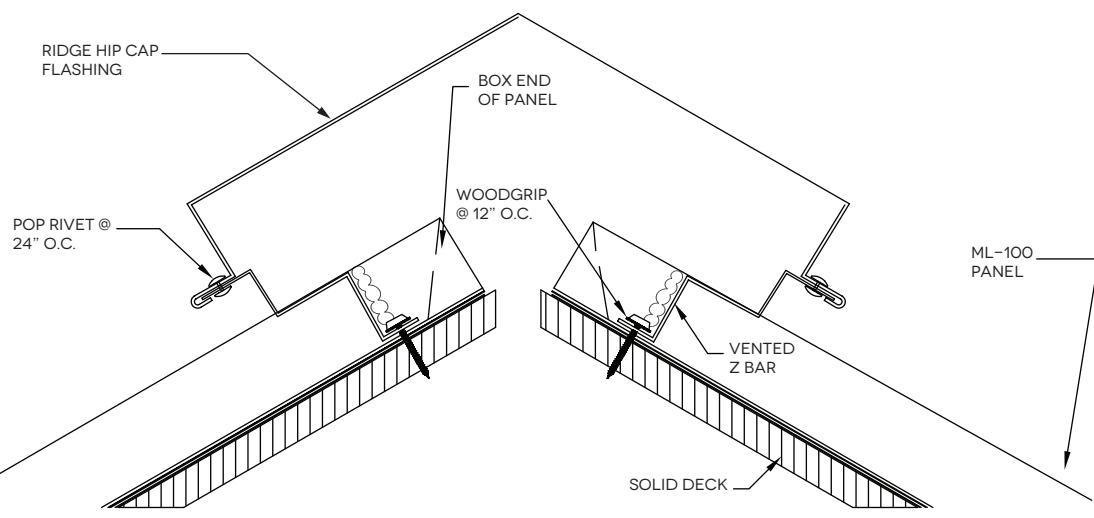 RIDGE HIP CAP
FLASHING
BOX END
OF PANEL
WOODGRIP
@ 12” O.C.
POP RIVET @
24” O.C.
ML-100
PANEL
VENTED
Z BAR
SOLID DECK